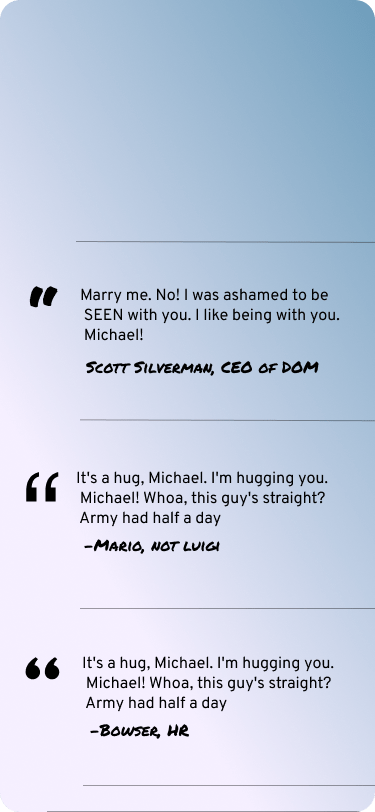 "
Marry me. No! I was ashamed to be
SEEN with you. I like being with you.
Michael!
Scott Silverman, CEO of DOM
“
It's a hug, Michael. I'm hugging you.
Michael! Whoa, this guy's straight?
Army had half a day
–Mario, not luigi
“
It's a hug, Michael. I'm hugging you.
Michael! Whoa, this guy's straight?
Army had half a day
–Bowser, HR